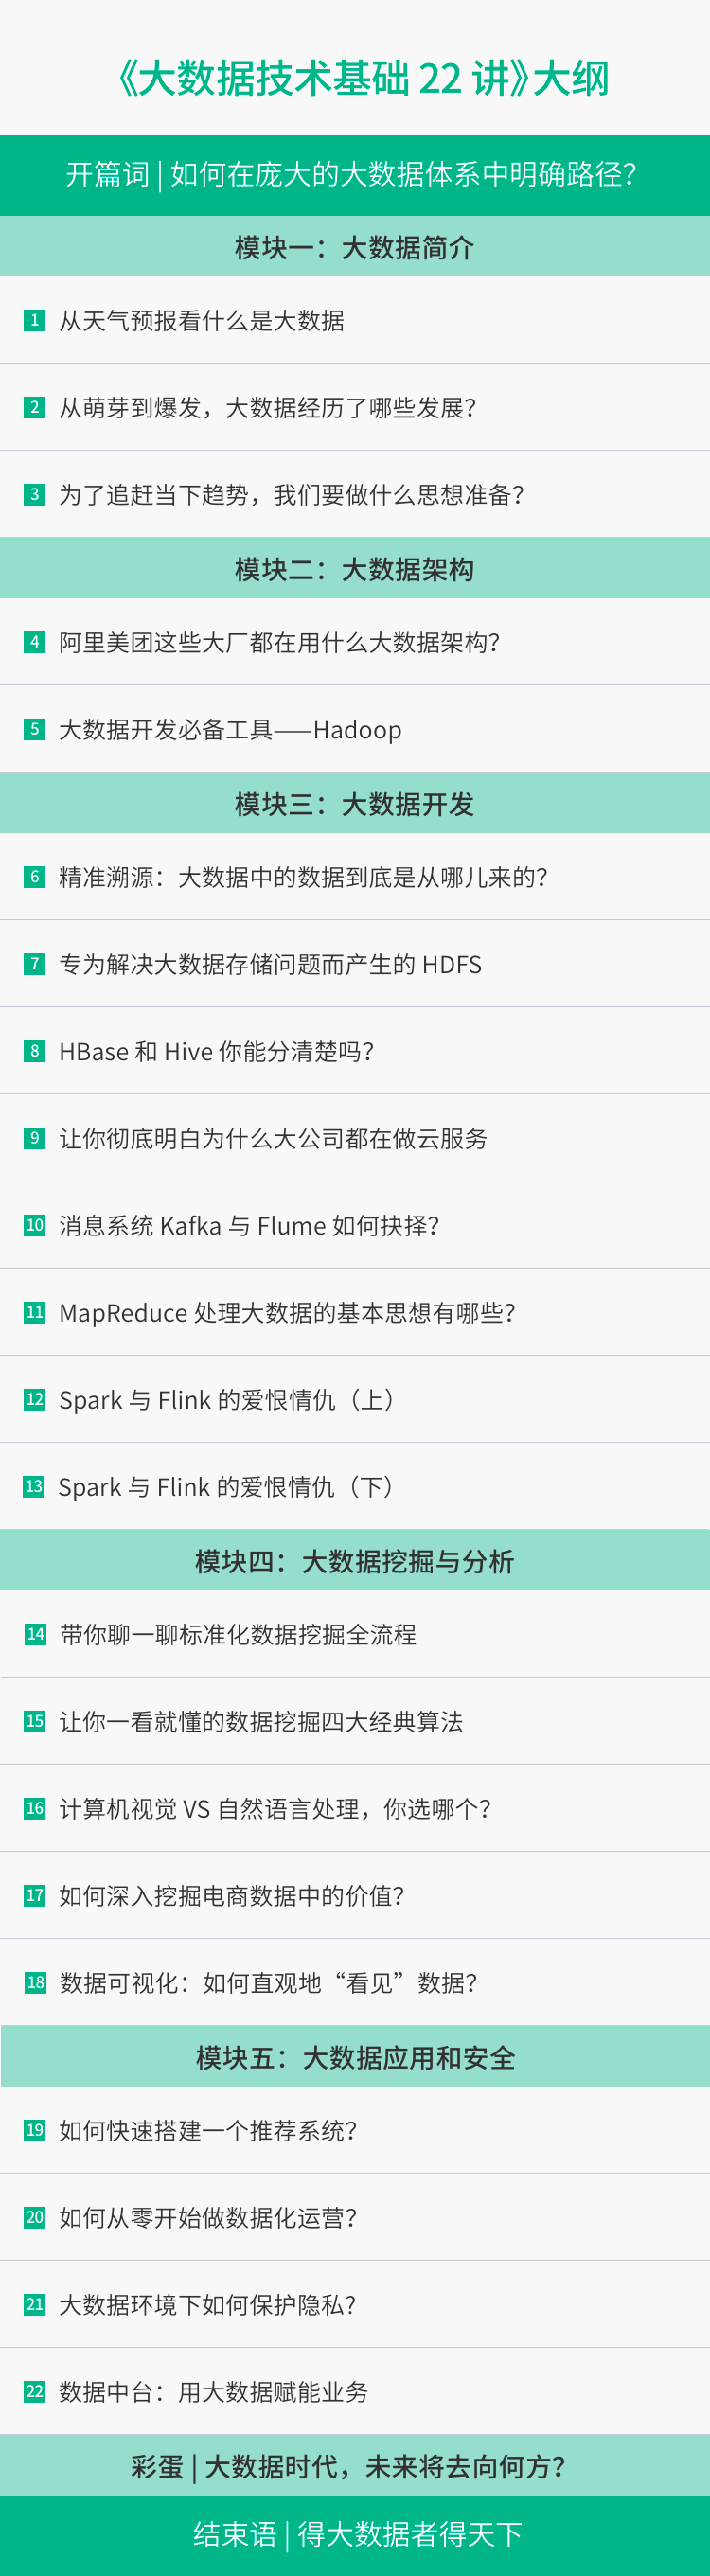 《大数据技术基础 22 讲》大纲
开篇词 | 如何在庞大的大数据体系中明确路径？
模块一：大数据简介
1 从天气预报看什么是大数据
2 从萌芽到爆发，大数据经历了哪些发展？
3 为了追赶当下趋势，我们要做什么思想准备？
模块二：大数据架构
4 阿里美团这些大厂都在用什么大数据架构？
5 大数据开发必备工具——Hadoop
模块三：大数据开发
6 精准溯源：大数据中的数据到底是从哪儿来的？
7 专为解决大数据存储问题而产生的 HDFS
8 HBase 和 Hive 你能分清楚吗？
9 让你彻底明白为什么大公司都在做云服务
10 消息系统 Kafka 与 Flume 如何抉择？
11 MapReduce 处理大数据的基本思想有哪些？
12 Spark 与 Flink 的爱恨情仇（上）
13 Spark 与 Flink 的爱恨情仇（下）
模块四：大数据挖掘与分析
14 带你聊一聊标准化数据挖掘全流程
15 让你一看就懂的数据挖掘四大经典算法
16 计算机视觉 VS 自然语言处理，你选哪个？
17 如何深入挖掘电商数据中的价值？
18 数据可视化：如何直观地“看见”数据？
模块五：大数据应用和安全
19 如何快速搭建一个推荐系统？
20 如何从零开始做数据化运营？
21 大数据环境下如何保护隐私？
22 数据中台：用大数据赋能业务
彩蛋 | 大数据时代，未来将去向何方？
结束语 | 得大数据者得天下